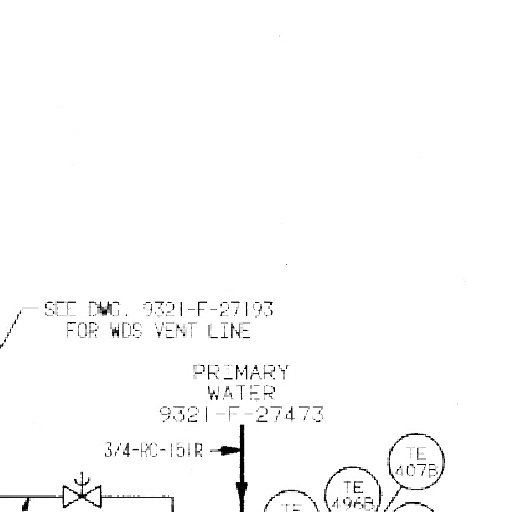 SEE DWG. 9321-F-27193
FOR WDS VENT LINE
PRIMARY
WATER
9321-F-27473
3/4-RC-151R
TE
407B
TE
496B
TE